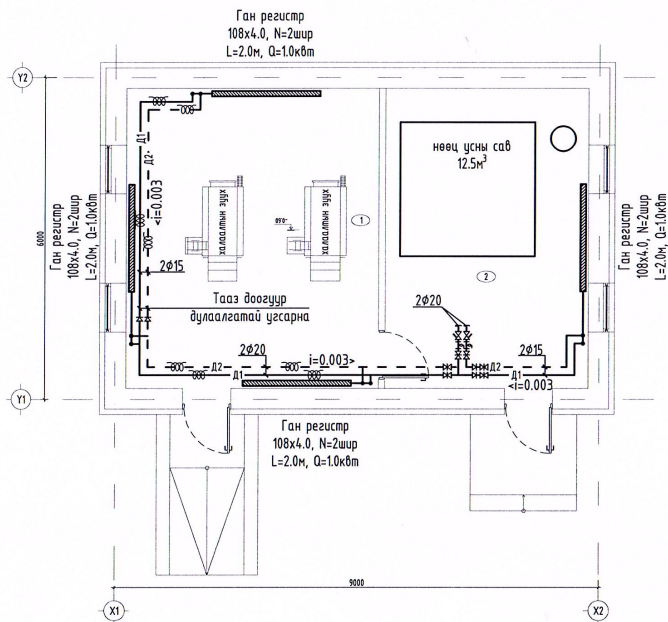 Ган регистр
108х4.0, N=2шир
L=2.0м, Q=1.0квт
Y2
нөөц усны сав
12.5м³
Д1
Д2
<i=0.003
6000
Ган регистр
108х4.0, N=2шир
L=2.0м, Q=1.0квт
халаалтын зуух
халаалтын зуух
1
2
Ган регистр
108х4.0, N=2шир
L=2.0м, Q=1.0квт
2Ф15
Тааз доогуур
дулаалгатай угсарна
2Ф20
2Ф20
i=0.003>
2Ф15
Д2
Д1
Д2
Д1
<i=0.003
Y1
Ган регистр
108х4.0, N=2шир
L=2.0м, Q=1.0квт
9000
X1
X2